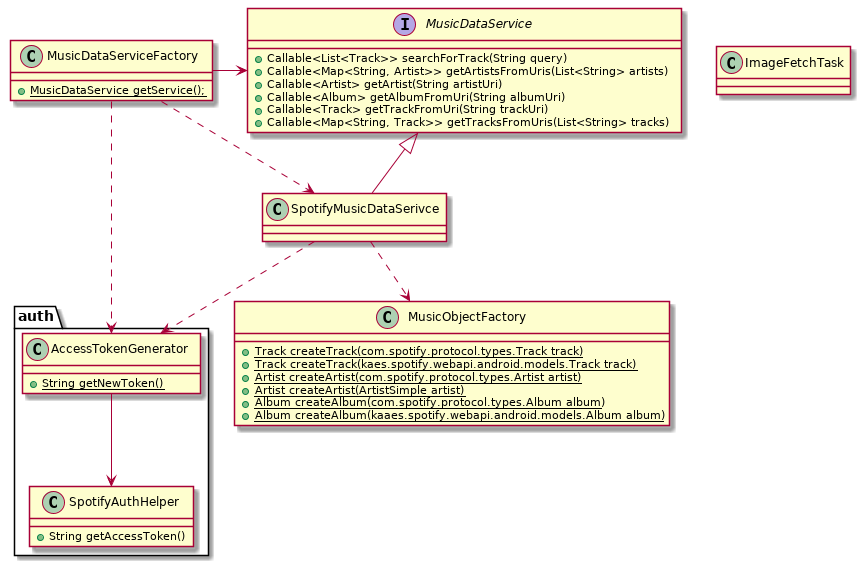 I MusicDataService
Callable<List<Track>> searchForTrack(String query)
Callable<Map<String, Artist>> getArtistsFromUris(List<String> artists)
Callable<Artist> getArtist(String artistUri)
Callable<Album> getAlbumFromUri(String albumUri)
Callable<Track> getTrackFromUri(String trackUri)
Callable<Map<String, Track>> getTracksFromUris(List<String> tracks)
C MusicDataServiceFactory
MusicDataService getService();
C ImageFetchTask
C SpotifyMusicDataSerivce
auth
C AccessTokenGenerator
String getNewToken()
C MusicObjectFactory
Track createTrack(com.spotify.protocol.types.Track track)
Track createTrack(kaes.spotify.webapi.android.models.Track track)
Artist createArtist(com.spotify.protocol.types.Artist artist)
Artist createArtist(ArtistSimple artist)
Album createAlbum(com.spotify.protocol.types.Album album)
Album createAlbum(kaaes.spotify.webapi.android.models.Album album)
C SpotifyAuthHelper
String getAccessToken()